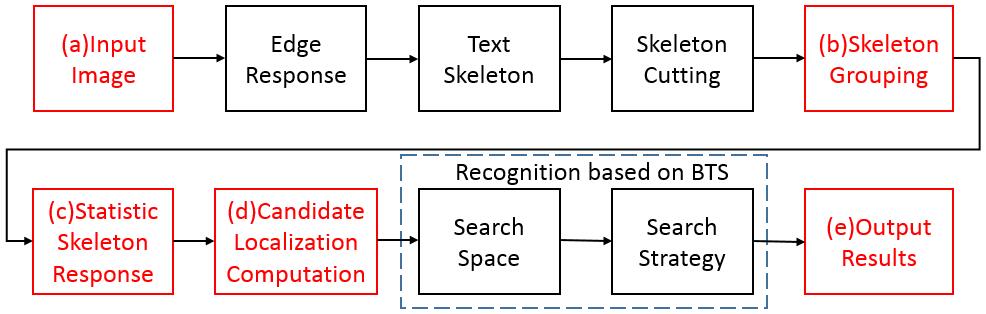 (a)Input
Image
Edge
Response
Text
Skeleton
Skeleton
Cutting
(b)Skeleton
Grouping
(c)Statistic
Skeleton
Response
(d)Candidate
Localization
Computation
Recognition based on BTS
Search
Space
Search
Strategy
(e)Output
Results